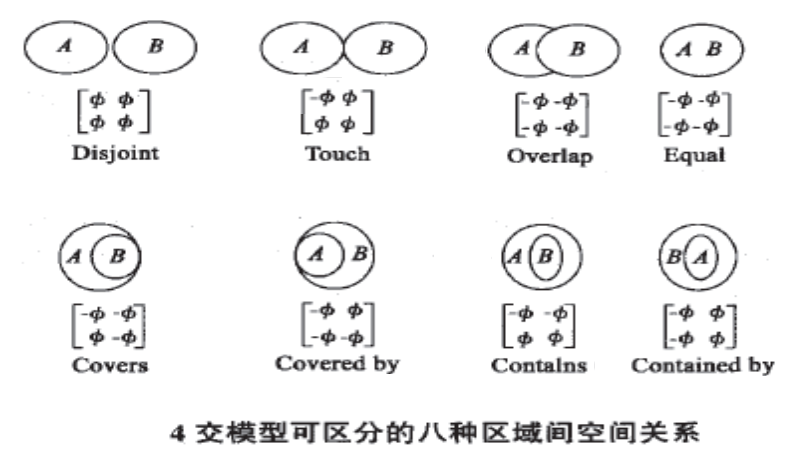 A B
A B
A B
A B
[ϕ ϕ
ϕ ϕ]
[-ϕ ϕ
ϕ ϕ]
[-ϕ -ϕ
-ϕ -ϕ]
[-ϕ -ϕ
-ϕ -ϕ]
Disjoint
Touch
Overlap
Equal
A B
A B
A B
B A
[-ϕ -ϕ
ϕ -ϕ]
[-ϕ ϕ
-ϕ -ϕ]
[-ϕ -ϕ
ϕ ϕ]
[-ϕ ϕ
-ϕ ϕ]
Covers
Covered by
Contains
Contained by
4 交模型可区分的八种区域间空间关系